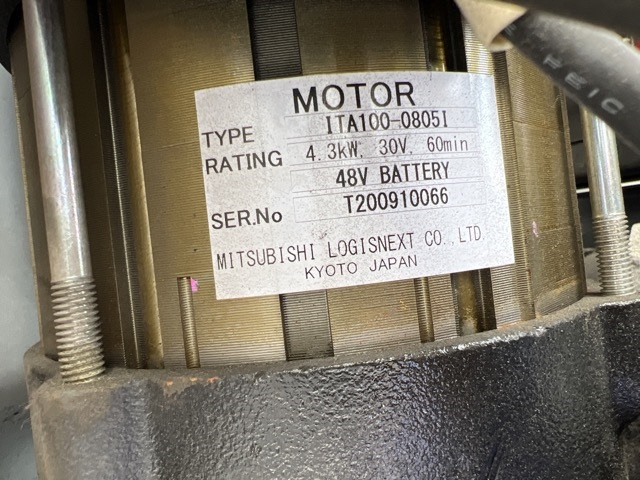 MOTOR
TYPE ITA100-0805I
RATING 4.3kW. 30V. 60min
48V BATTERY
SER.No T200910066
MITSUBISHI LOGISNEXT CO.,LTD
KYOTO JAPAN
FEIC